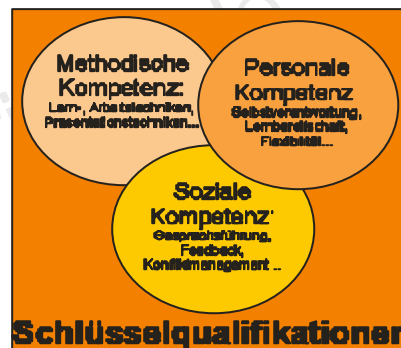 Methodische
Kompetenz:
Lern-, Arbeitstechniken,
Präsentationstechniken...
Personale
Kompetenz
Selbstverantwortung,
Lernbereitschaft,
Flexibilität...
Soziale
Kompetenz:
Gesprächsführung,
Feedback,
Konfliktmanagement ...
Schlüsselqualifikationen